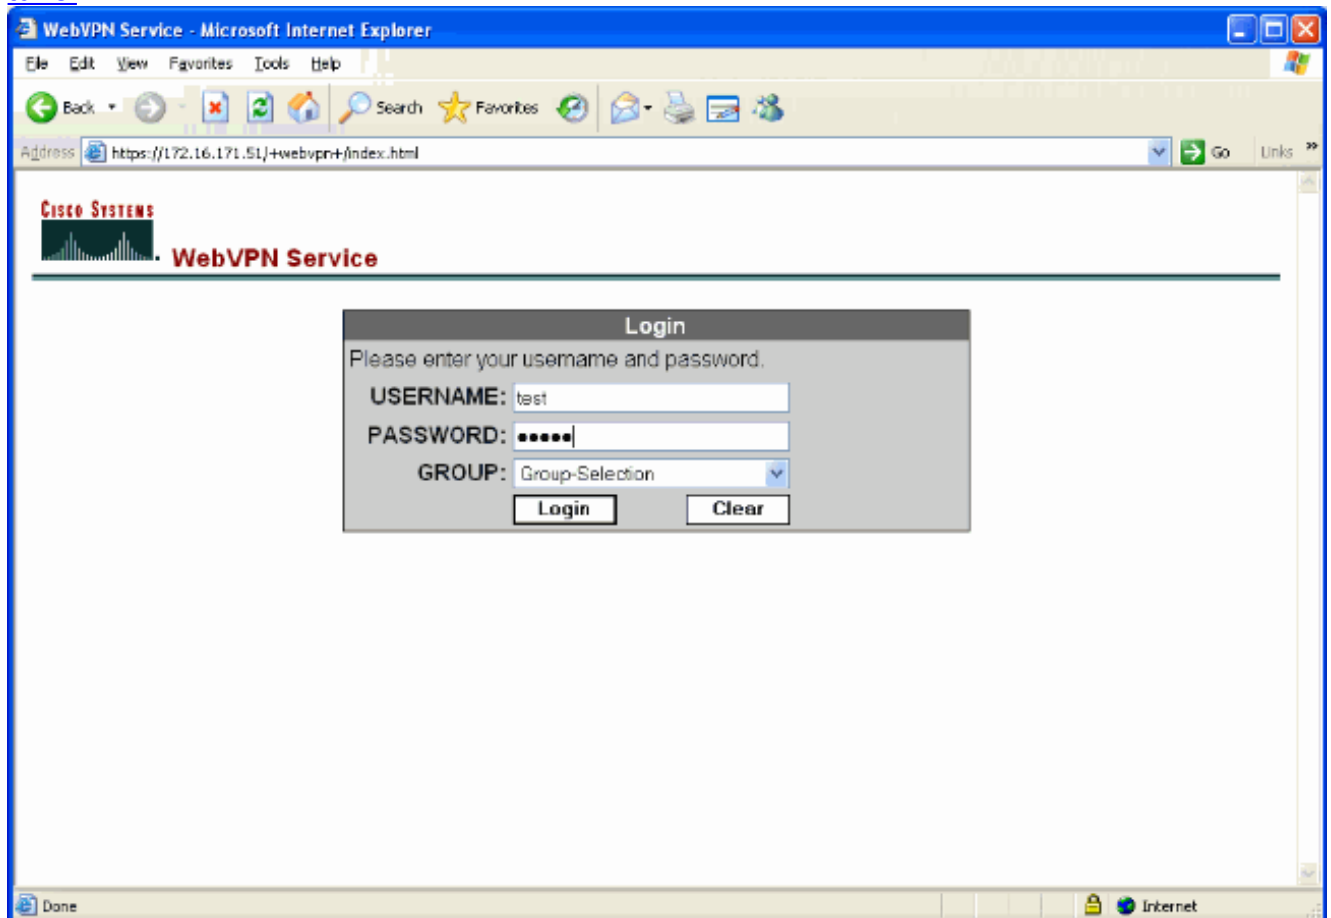 WebVPN Service - Microsoft Internet Explorer
File Edit View Favorites Tools Help
Back Search Favorites
Address https://172.16.171.51/+webvpn+/index.html Go Links »
CISCO SYSTEMS
WebVPN Service
Login
Please enter your username and password.
USERNAME: test
PASSWORD: •••••
GROUP: Group-Selection
Login Clear
Done Internet